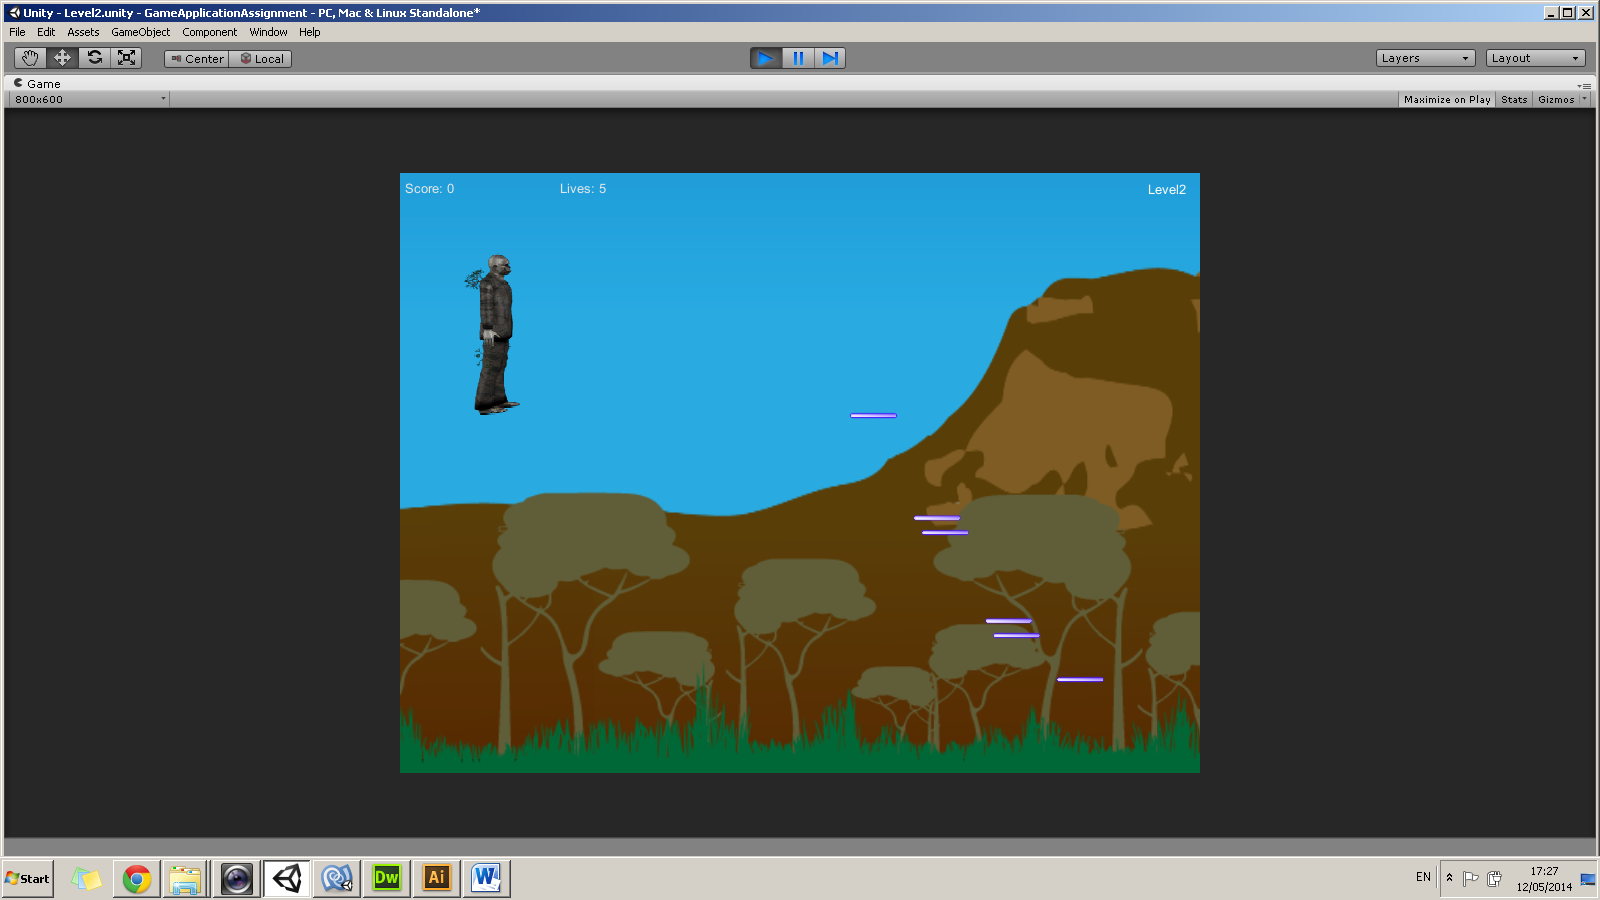 Unity - Level2.unity - GameApplicationAssignment - PC, Mac & Linux Standalone*
File Edit Assets GameObject Component Window Help
Center Local Layers Layout
Game
800x600 Maximize on Play Stats Gizmos
Score: 0 Lives: 5 Level2
Start Dw Ai W EN 17:27
12/05/2014